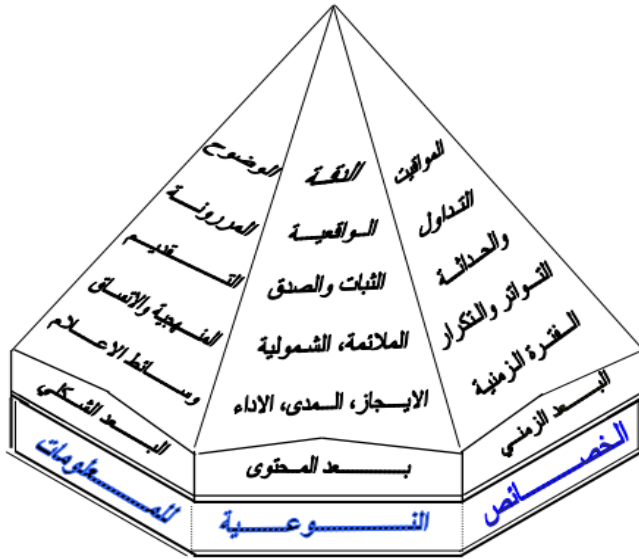 المواقيت
التداول
والحداثة
التواتر والتكرار
الفترة الزمنية
البعد الزمني
الدقة
الواقعية
الثبات والصدق
الملائمة، الشمولية
الايجاز، المدى، الاداء
بعد المحتوى
الوضوح
المرونة
التقديم
المنهجية والاتساق
وسائط الاعلام
البعد الشكلي
الخصائص
النوعية
للمعلومات